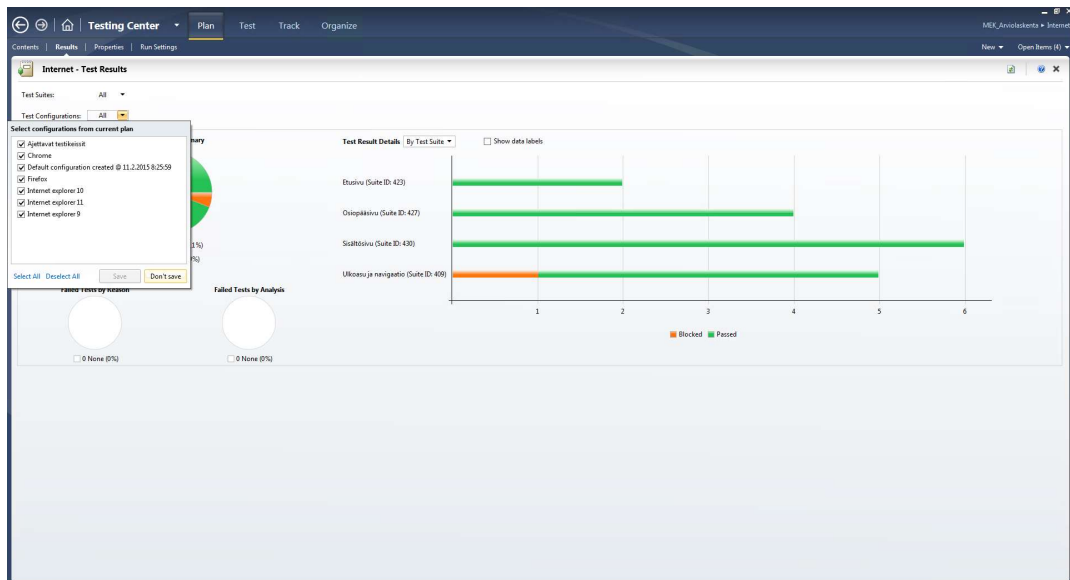 Testing Center Plan Test Track Organize MEK_Arviolaskenta ▸ Internet
Contents | Results | Properties | Run Settings New Open Items (4)
Internet - Test Results
Test Suites: All
Test Configurations: All
Select configurations from current plan
Ajettavat testikeissit
Chrome
Default configuration created @ 11.2.2015 8:25:59
Firefox
Internet explorer 10
Internet explorer 11
Internet explorer 9
Select All Deselect All Save Don't save
mary
1%)
%)
Failed Tests by Reason Failed Tests by Analysis
0 None (0%) 0 None (0%)
Test Result Details By Test Suite Show data labels
Etusivu (Suite ID: 423)
Osiopääsivu (Suite ID: 427)
Sisältösivu (Suite ID: 430)
Ulkoasu ja navigaatio (Suite ID: 409)
1 2 3 4 5 6
Blocked Passed